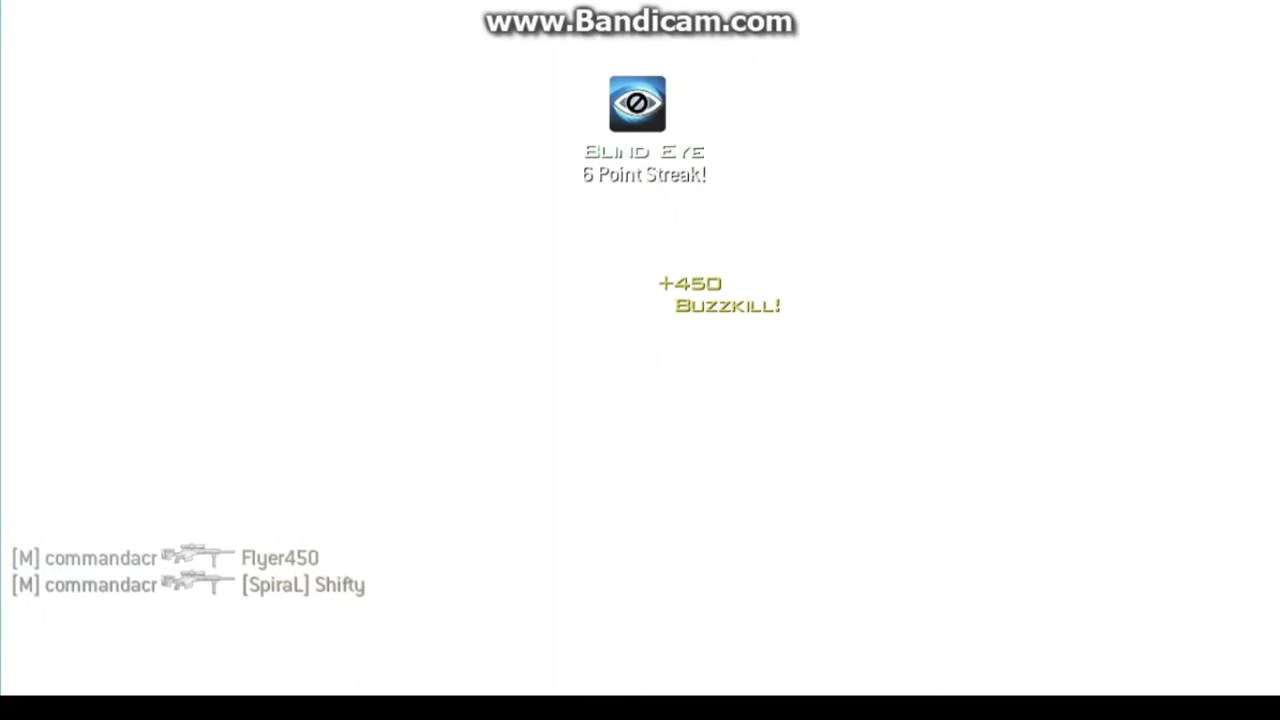 www.Bandicam.com
BLIND EYE
6 Point Streak!
+450
BUZZKILL!
[M] commandacr Flyer450
[M] commandacr [SpiraL] Shifty